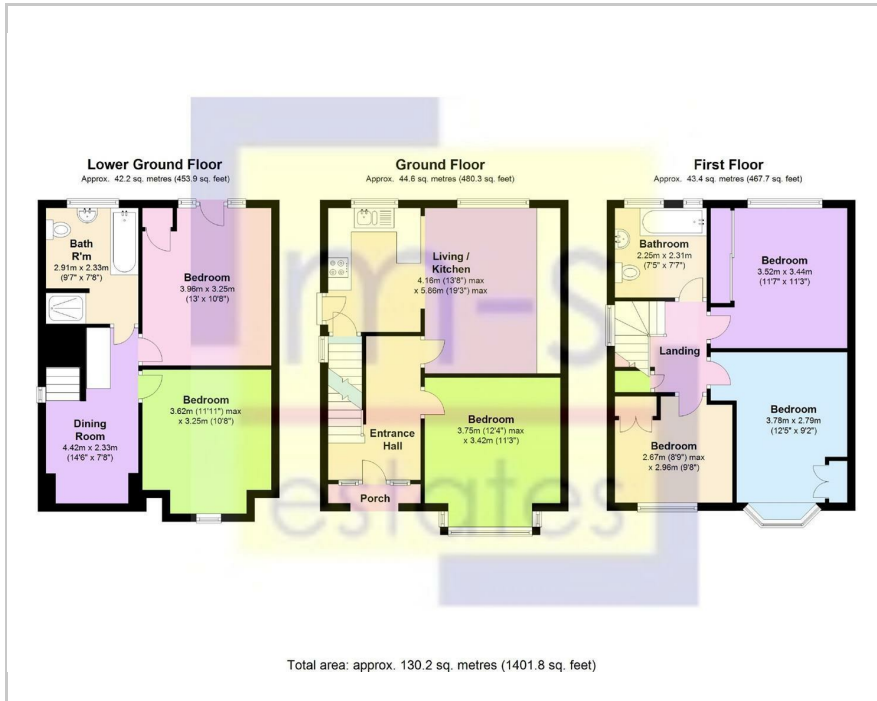 Lower Ground Floor
Approx. 42.2 sq. metres (453.9 sq. feet)
Bath
R'm
2.91m x 2.33m
(9'7" x 7'8")
Bedroom
3.96m x 3.25m
(13' x 10'8")
Dining
Room
4.42m x 2.33m
(14'6" x 7'8")
Bedroom
3.62m (11'11") max
x 3.25m (10'8")
Ground Floor
Approx. 44.6 sq. metres (480.3 sq. feet)
Living /
Kitchen
4.16m (13'8") max
x 5.86m (19'3") max
Entrance
Hall
Bedroom
3.75m (12'4") max
x 3.42m (11'3")
Porch
First Floor
Approx. 43.4 sq. metres (467.7 sq. feet)
Bathroom
2.25m x 2.31m
(7'5" x 7'7")
Bedroom
3.52m x 3.44m
(11'7" x 11'3")
Landing
Bedroom
2.67m (8'9") max
x 2.96m (9'8")
Bedroom
3.78m x 2.79m
(12'5" x 9'2")
m-s
estates
Total area: approx. 130.2 sq. metres (1401.8 sq. feet)